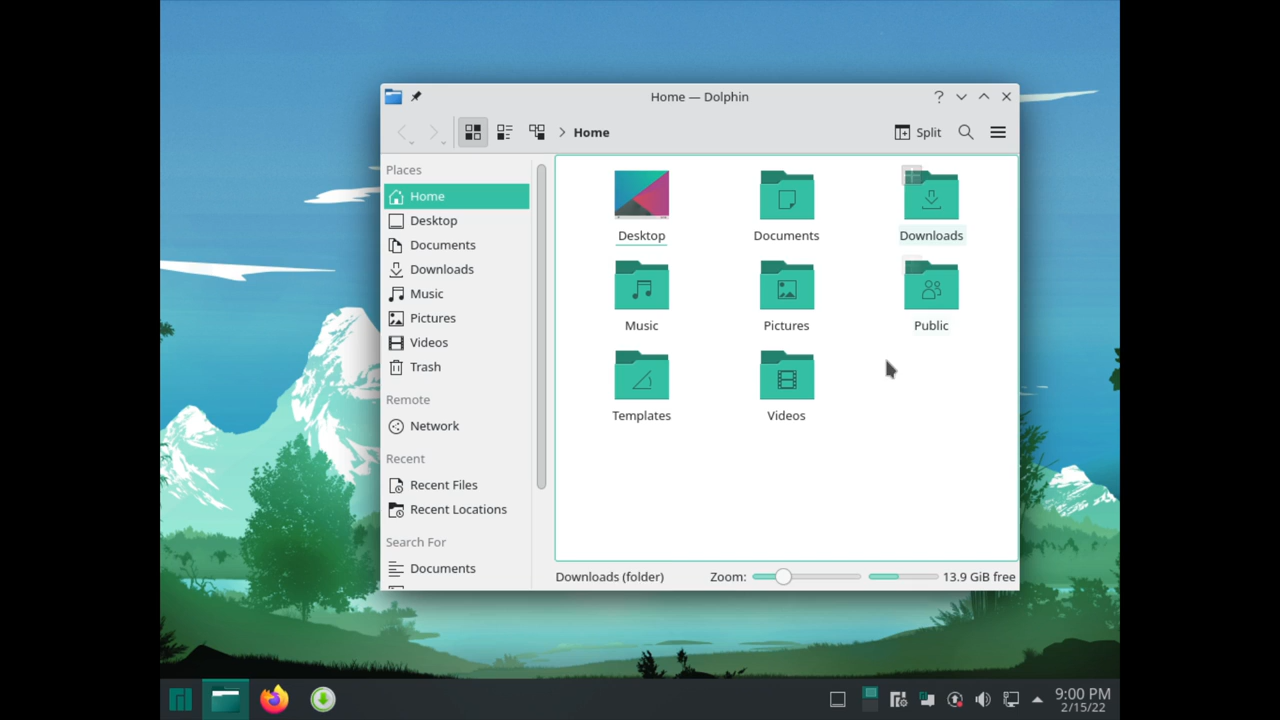 Home — Dolphin
?
Home
Split
Places
Home
Desktop
Documents
Downloads
Music
Pictures
Videos
Trash
Remote
Network
Recent
Recent Files
Recent Locations
Search For
Documents
Desktop
Documents
Downloads
Music
Pictures
Public
Templates
Videos
Downloads (folder)
Zoom:
13.9 GiB free
9:00 PM
2/15/22